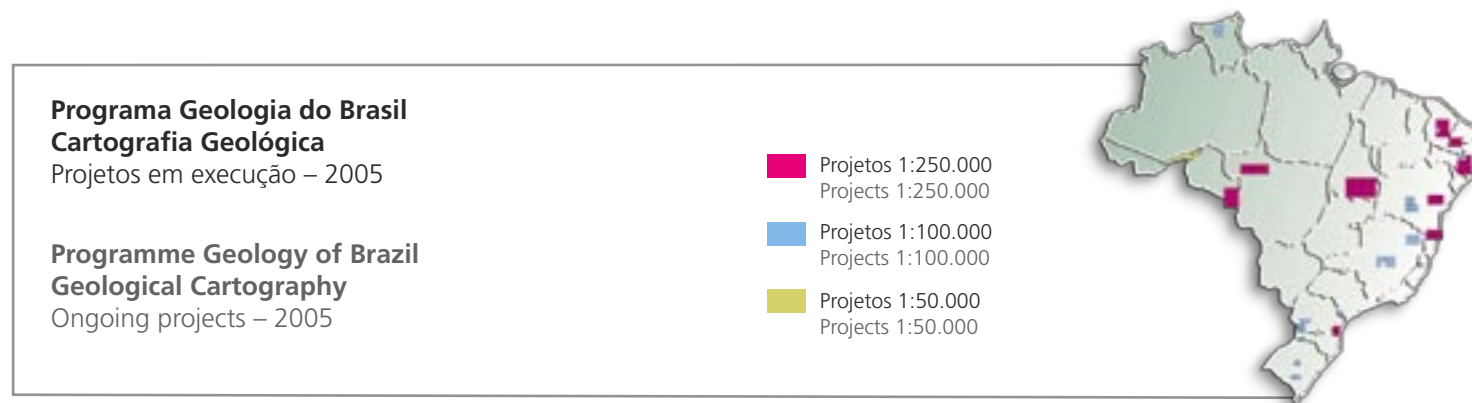 Programa Geologia do Brasil
Cartografia Geológica
Projetos em execução – 2005
Programme Geology of Brazil
Geological Cartography
Ongoing projects – 2005
Projetos 1:250.000
Projects 1:250.000
Projetos 1:100.000
Projects 1:100.000
Projetos 1:50.000
Projects 1:50.000